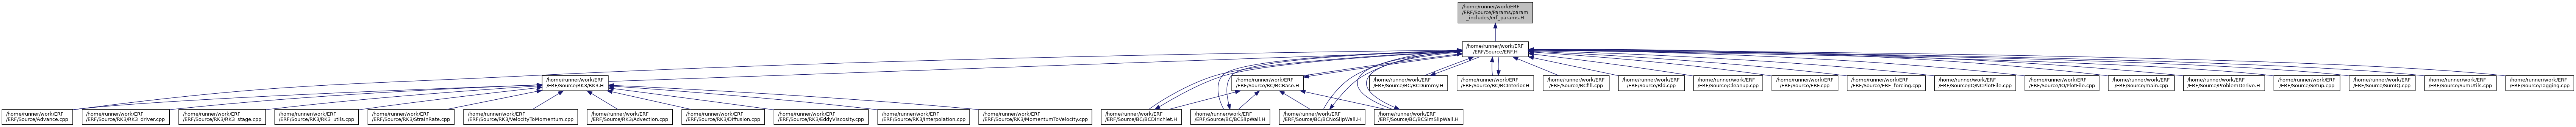 /home/runner/work/ERF
/ERF/Source/Params/param
_includes/erf_params.H
/home/runner/work/ERF
/ERF/Source/ERF.H
/home/runner/work/ERF
/ERF/Source/RK3/RK3.H
/home/runner/work/ERF
/ERF/Source/BC/BCBase.H
/home/runner/work/ERF
/ERF/Source/BC/BCDummy.H
/home/runner/work/ERF
/ERF/Source/BC/BCInterior.H
/home/runner/work/ERF
/ERF/Source/BCfill.cpp
/home/runner/work/ERF
/ERF/Source/Bld.cpp
/home/runner/work/ERF
/ERF/Source/Cleanup.cpp
/home/runner/work/ERF
/ERF/Source/ERF.cpp
/home/runner/work/ERF
/ERF/Source/ERF_forcing.cpp
/home/runner/work/ERF
/ERF/Source/IO/NCPlotFile.cpp
/home/runner/work/ERF
/ERF/Source/IO/PlotFile.cpp
/home/runner/work/ERF
/ERF/Source/main.cpp
/home/runner/work/ERF
/ERF/Source/ProblemDerive.H
/home/runner/work/ERF
/ERF/Source/Setup.cpp
/home/runner/work/ERF
/ERF/Source/SumIQ.cpp
/home/runner/work/ERF
/ERF/Source/SumUtils.cpp
/home/runner/work/ERF
/ERF/Source/Tagging.cpp
/home/runner/work/ERF
/ERF/Source/Advance.cpp
/home/runner/work/ERF
/ERF/Source/RK3/RK3_driver.cpp
/home/runner/work/ERF
/ERF/Source/RK3/RK3_stage.cpp
/home/runner/work/ERF
/ERF/Source/RK3/RK3_utils.cpp
/home/runner/work/ERF
/ERF/Source/RK3/StrainRate.cpp
/home/runner/work/ERF
/ERF/Source/RK3/VelocityToMomentum.cpp
/home/runner/work/ERF
/ERF/Source/RK3/Advection.cpp
/home/runner/work/ERF
/ERF/Source/RK3/Diffusion.cpp
/home/runner/work/ERF
/ERF/Source/RK3/EddyViscosity.cpp
/home/runner/work/ERF
/ERF/Source/RK3/Interpolation.cpp
/home/runner/work/ERF
/ERF/Source/RK3/MomentumToVelocity.cpp
/home/runner/work/ERF
/ERF/Source/BC/BCDinchlet.H
/home/runner/work/ERF
/ERF/Source/BC/BCSlipWall.H
/home/runner/work/ERF
/ERF/Source/BC/BCNoSlipWall.H
/home/runner/work/ERF
/ERF/Source/BC/BCSimSlipWall.H